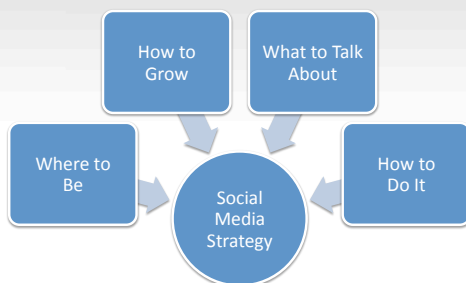 How to
Grow
What to Talk
About
Where to
Be
How to
Do It
Social
Media
Strategy